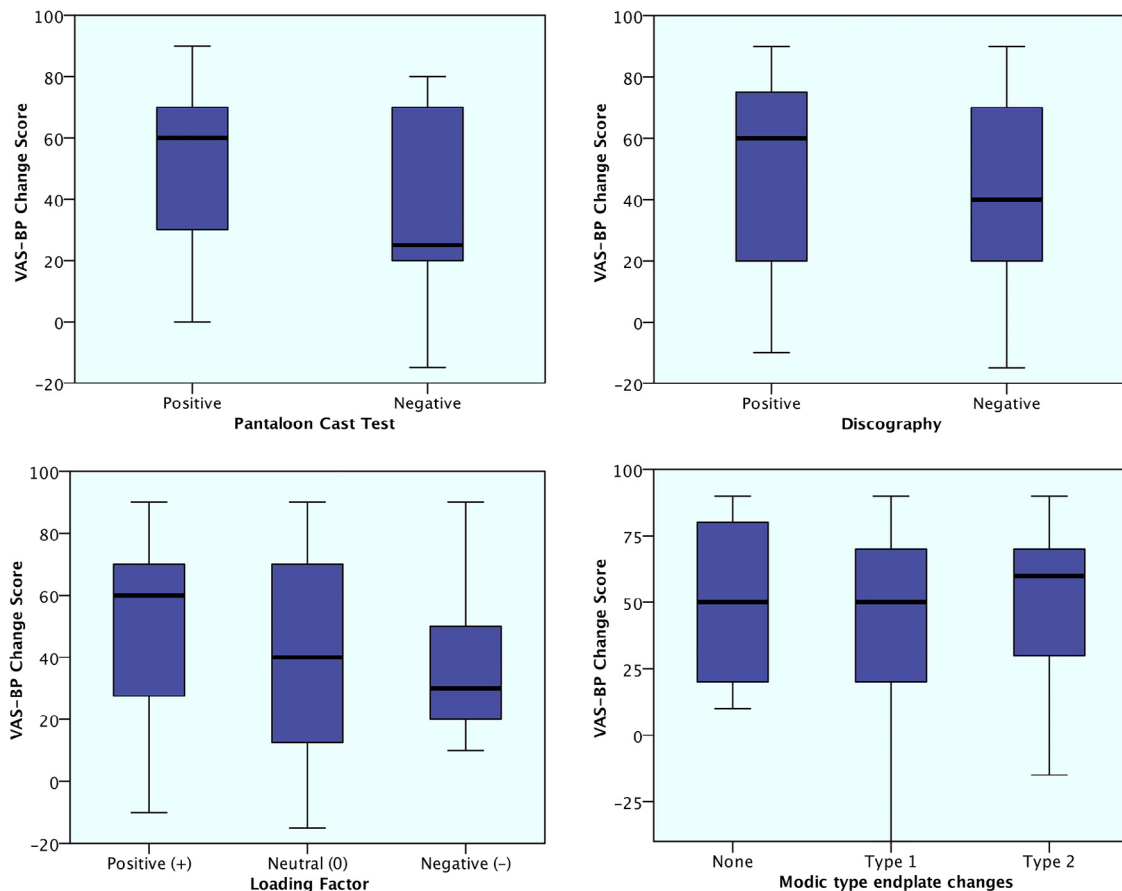 100
80
60
40
20
0
−20
VAS-BP Change Score
Positive Negative
Pantaloon Cast Test
100
80
60
40
20
0
−20
VAS-BP Change Score
Positive Negative
Discography
100
80
60
40
20
0
−20
VAS-BP Change Score
Positive (+) Neutral (0) Negative (−)
Loading Factor
100
75
50
25
0
−25
VAS-BP Change Score
None Type 1 Type 2
Modic type endplate changes